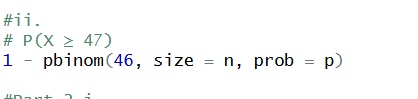 #ii.
# P(X ≥ 47)
1 - pbinom(46, size = n, prob = p)